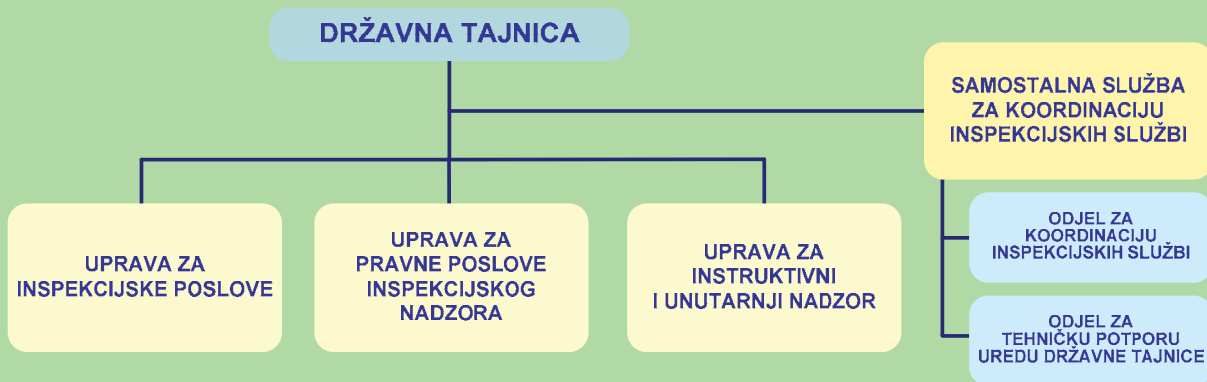 DRŽAVNA TAJNICA
SAMOSTALNA SLUŽBA
ZA KOORDINACIJU
INSPEKCIJSKIH SLUŽBI
UPRAVA ZA
INSPEKCIJSKE POSLOVE
UPRAVA ZA
PRAVNE POSLOVE
INSPEKCIJSKOG
NADZORA
UPRAVA ZA
INSTRUKTIVNI
I UNUTARNJI NADZOR
ODJEL ZA
KOORDINACIJU
INSPEKCIJSKIH SLUŽBI
ODJEL ZA
TEHNIČKU POTPORU
UREDU DRŽAVNE TAJNICE